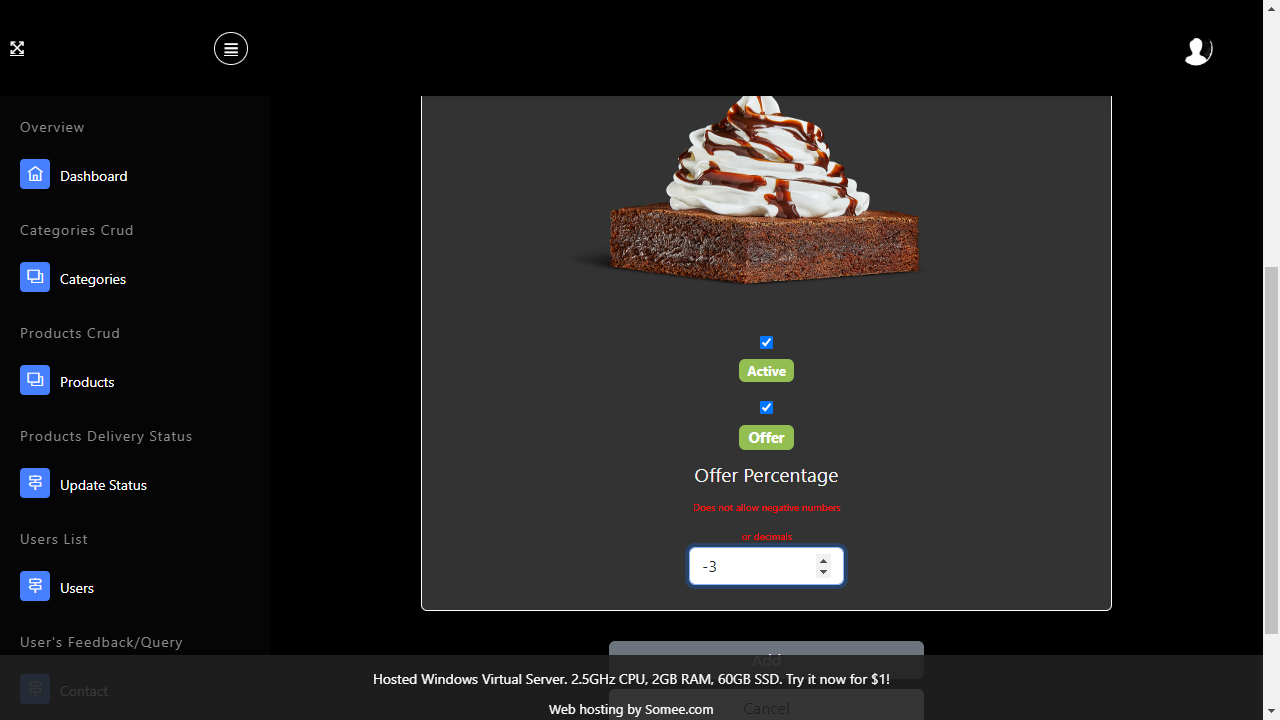 Overview
Dashboard
Categories Crud
Categories
Products Crud
Products
Products Delivery Status
Update Status
Users List
Users
User's Feedback/Query
Contact
Active
Offer
Offer Percentage
Does not allow negative numbers
or decimals
-3
Add
Cancel
Hosted Windows Virtual Server. 2.5GHz CPU, 2GB RAM, 60GB SSD. Try it now for $1!
Web hosting by Somee.com